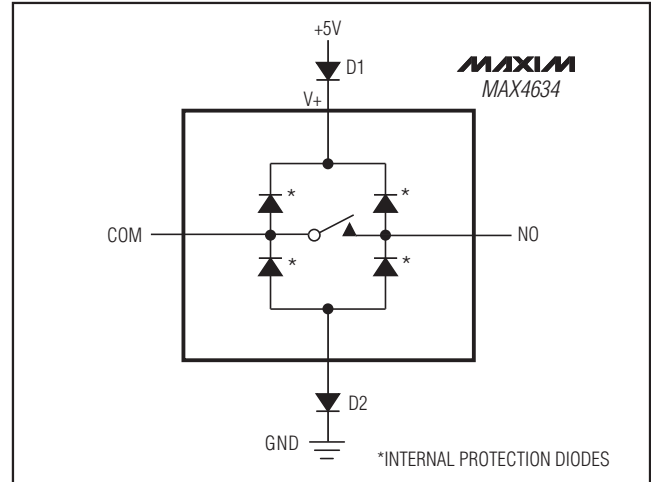 +5V
D1
MAXIM
MAX4634
V+
*
*
COM
NO
*
*
D2
GND
*INTERNAL PROTECTION DIODES